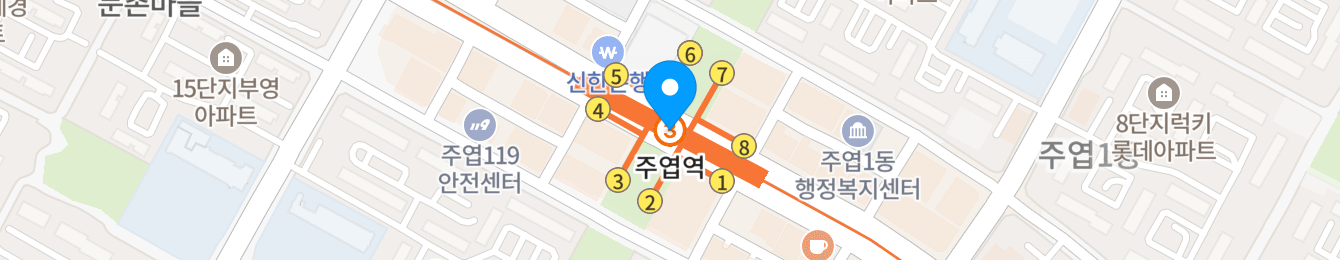 문촌마을
15단지부영
아파트
주엽119
안전센터
신한은행
5
6
7
4
3
주엽역
3
2
1
8
주엽1동
행정복지센터
8단지럭키
롯데아파트
주엽1동